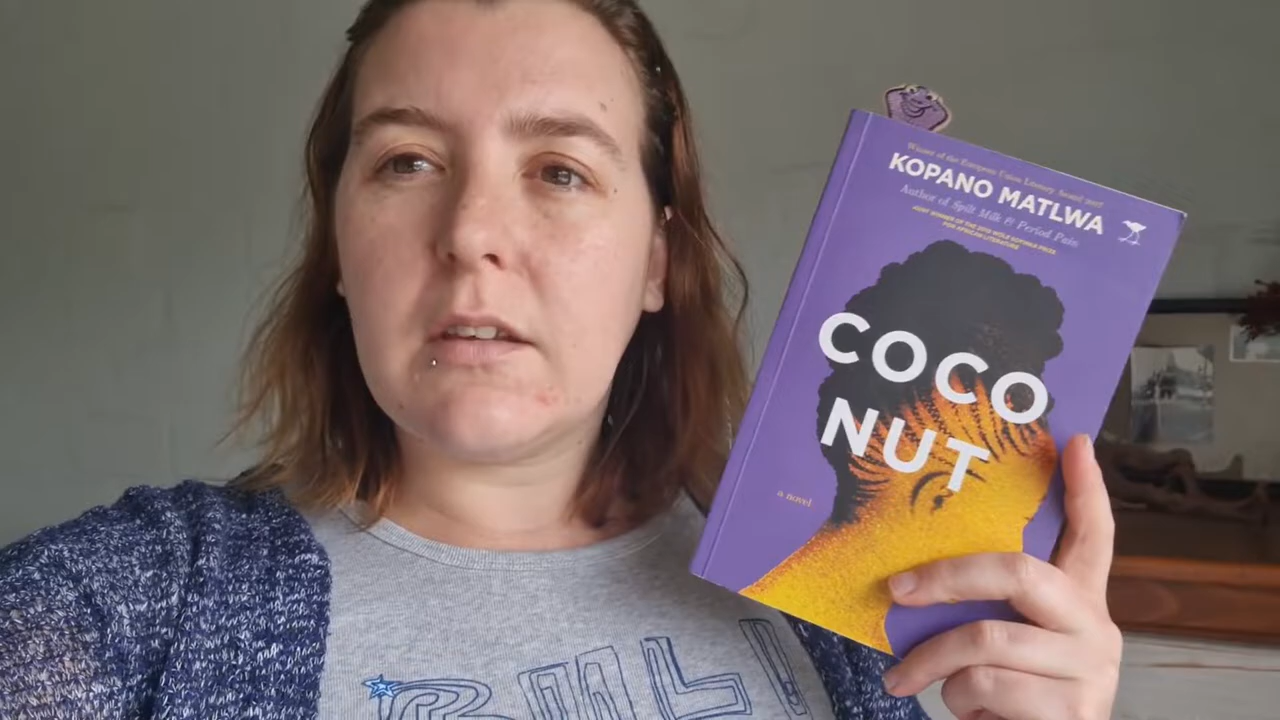 Winner of the European Union Literary Award 2007
KOPANO MATLWA
Author of Spilt Milk & Period Pain
JOINT WINNER OF THE 2010 WOLE SOYINKA PRIZE
FOR AFRICAN LITERATURE
COCO
NUT
a novel